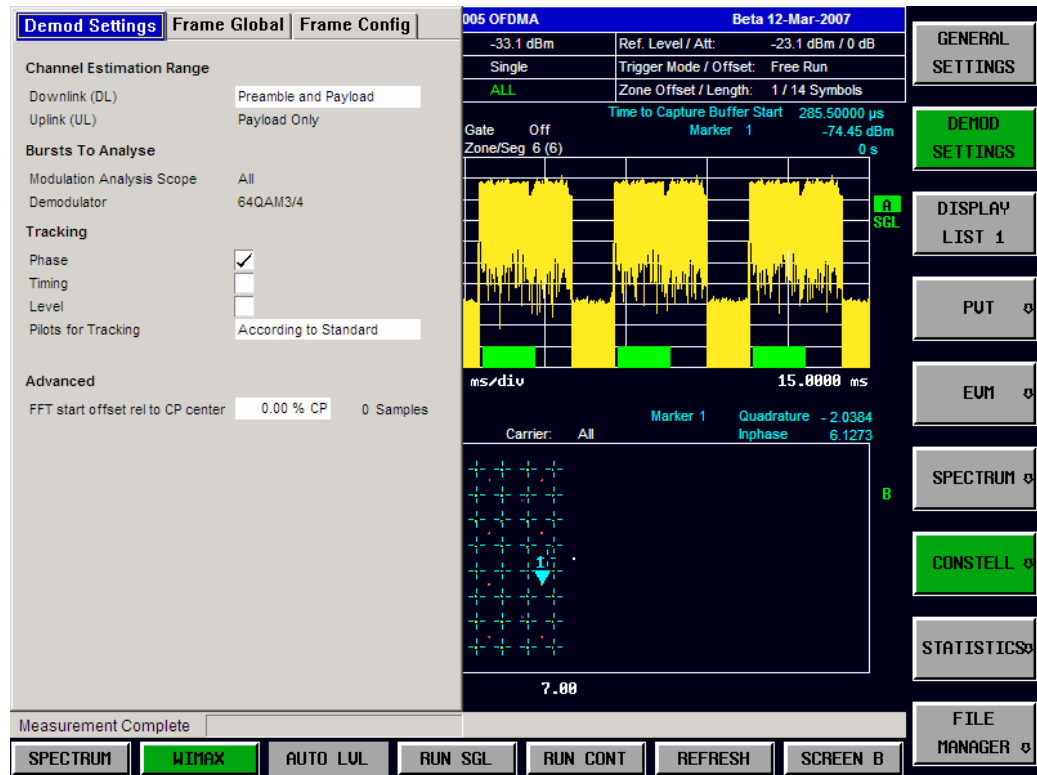 Demod Settings Frame Global Frame Config
Channel Estimation Range
Downlink (DL) Preamble and Payload
Uplink (UL) Payload Only
Bursts To Analyse
Modulation Analysis Scope All
Demodulator 64QAM3/4
Tracking
Phase
Timing
Level
Pilots for Tracking According to Standard
Advanced
FFT start offset rel to CP center 0.00 % CP 0 Samples
005 OFDMA Beta 12-Mar-2007
-33.1 dBm Ref. Level / Att: -23.1 dBm / 0 dB
Single Trigger Mode / Offset: Free Run
ALL Zone Offset / Length: 1 / 14 Symbols
Time to Capture Buffer Start 285.50000 µs
Gate Off Marker 1 -74.45 dBm
Zone/Seg 6 (6) 0 s
A
SGL
ms/div 15.0000 ms
Marker 1 Quadrature - 2.0384
Carrier: All Inphase 6.1273
B
1
7.00
Measurement Complete
GENERAL
SETTINGS
DEMOD
SETTINGS
DISPLAY
LIST 1
PVT
EVM
SPECTRUM
CONSTELL
STATISTICS
FILE
MANAGER
SPECTRUM WIMAX AUTO LVL RUN SGL RUN CONT REFRESH SCREEN B